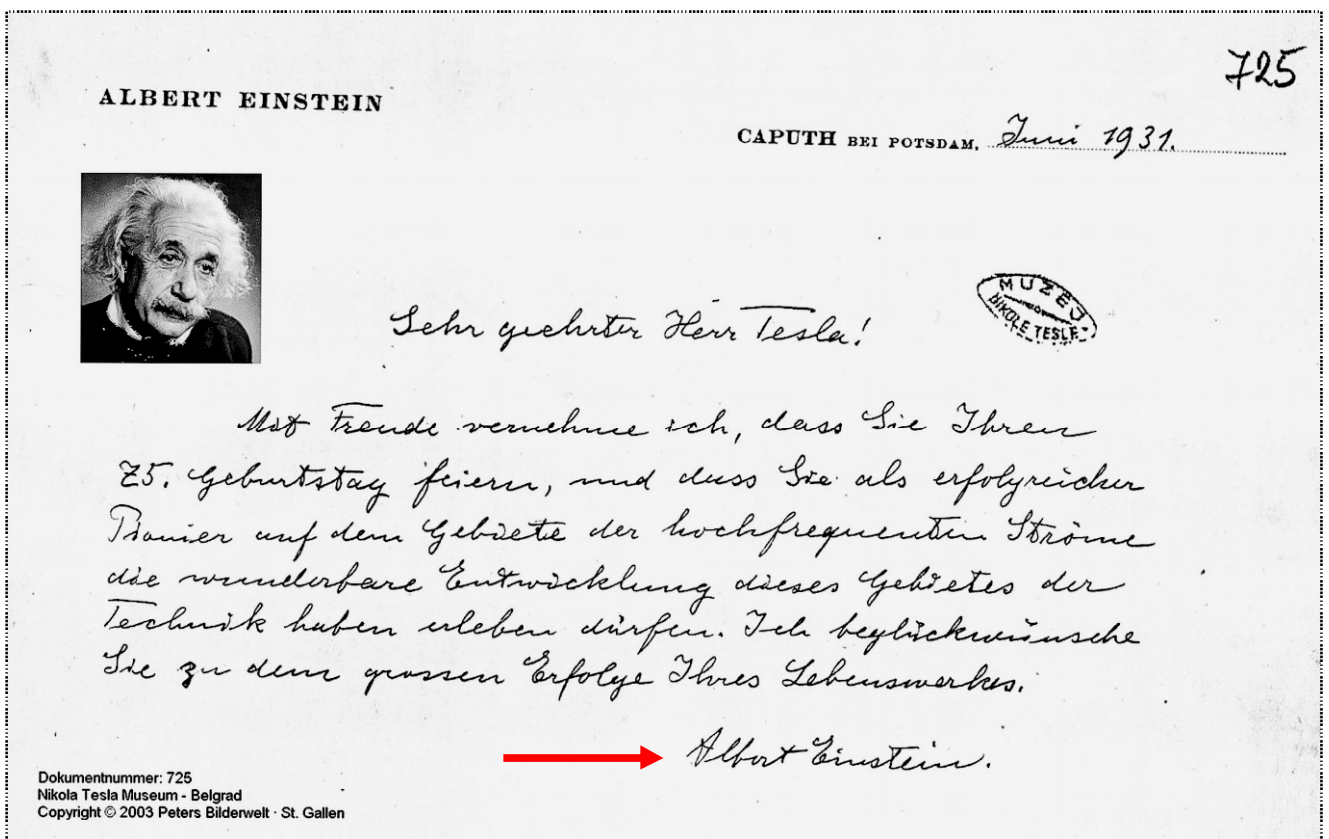 725
ALBERT EINSTEIN
CAPUTH BEI POTSDAM, Juni 1931.
MUZEJ
NIKOLE TESLE
Sehr geehrter Herr Tesla!
Mit Freude vernehme ich, dass Sie Ihren
75. Geburtstag feiern, und dass Sie als erfolgreicher
Pionier auf dem Gebiete der hochfrequenten Ströme
die wunderbare Entwicklung dieses Gebietes der
Technik haben erleben dürfen. Ich beglückwünsche
Sie zu dem grossen Erfolge Ihres Lebenswerkes.
Albert Einstein.
Dokumentnummer: 725
Nikola Tesla Museum - Belgrad
Copyright © 2003 Peters Bilderwelt · St. Gallen